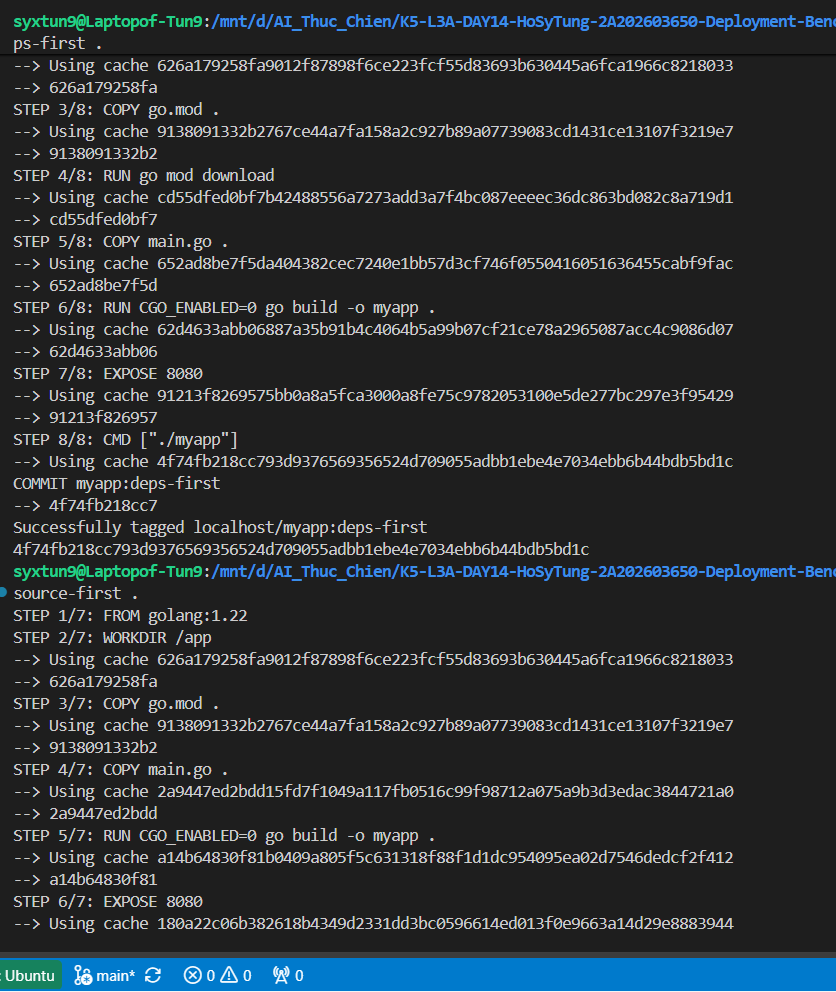 syxtun9@Laptopof-Tun9:/mnt/d/AI_Thuc_Chien/K5-L3A-DAY14-HoSyTung-2A202603650-Deployment-Benc
ps-first .
--> Using cache 626a179258fa9012f87898f6ce223fcf55d83693b630445a6fca1966c8218033
--> 626a179258fa
STEP 3/8: COPY go.mod .
--> Using cache 9138091332b2767ce44a7fa158a2c927b89a07739083cd1431ce13107f3219e7
--> 9138091332b2
STEP 4/8: RUN go mod download
--> Using cache cd55dfed0bf7b42488556a7273add3a7f4bc087eeeec36dc863bd082c8a719d1
--> cd55dfed0bf7
STEP 5/8: COPY main.go .
--> Using cache 652ad8be7f5da404382cec7240e1bb57d3cf746f0550416051636455cabf9fac
--> 652ad8be7f5d
STEP 6/8: RUN CGO_ENABLED=0 go build -o myapp .
--> Using cache 62d4633abb06887a35b91b4c4064b5a99b07cf21ce78a2965087acc4c9086d07
--> 62d4633abb06
STEP 7/8: EXPOSE 8080
--> Using cache 91213f8269575bb0a8a5fca3000a8fe75c9782053100e5de277bc297e3f95429
--> 91213f826957
STEP 8/8: CMD ["./myapp"]
--> Using cache 4f74fb218cc793d9376569356524d709055adbb1ebe4e7034ebb6b44bdb5bd1c
COMMIT myapp:deps-first
--> 4f74fb218cc7
Successfully tagged localhost/myapp:deps-first
4f74fb218cc793d9376569356524d709055adbb1ebe4e7034ebb6b44bdb5bd1c
syxtun9@Laptopof-Tun9:/mnt/d/AI_Thuc_Chien/K5-L3A-DAY14-HoSyTung-2A202603650-Deployment-Benc
source-first .
STEP 1/7: FROM golang:1.22
STEP 2/7: WORKDIR /app
--> Using cache 626a179258fa9012f87898f6ce223fcf55d83693b630445a6fca1966c8218033
--> 626a179258fa
STEP 3/7: COPY go.mod .
--> Using cache 9138091332b2767ce44a7fa158a2c927b89a07739083cd1431ce13107f3219e7
--> 9138091332b2
STEP 4/7: COPY main.go .
--> Using cache 2a9447ed2bdd15fd7f1049a117fb0516c99f98712a075a9b3d3edac3844721a0
--> 2a9447ed2bdd
STEP 5/7: RUN CGO_ENABLED=0 go build -o myapp .
--> Using cache a14b64830f81b0409a805f5c631318f88f1d1dc954095ea02d7546dedcf2f412
--> a14b64830f81
STEP 6/7: EXPOSE 8080
--> Using cache 180a22c06b382618b4349d2331dd3bc0596614ed013f0e9663a14d29e8883944
: Ubuntu main* 0 0 0